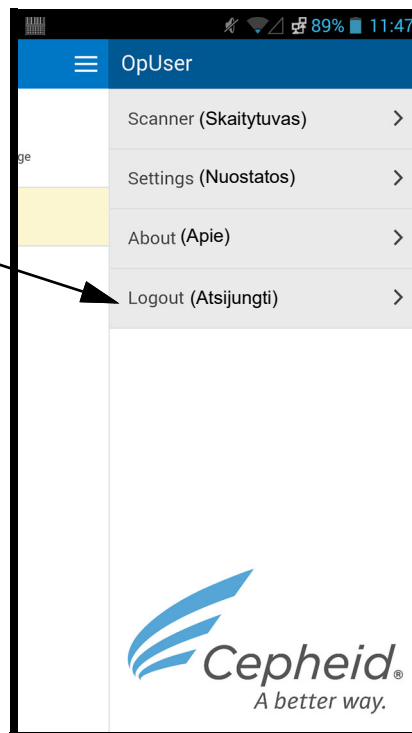 89% 11:47
OpUser
Scanner (Skaitytuvas)
ge
Settings (Nuostatos)
About (Apie)
Logout (Atsijungti)
Cepheid®
A better way.